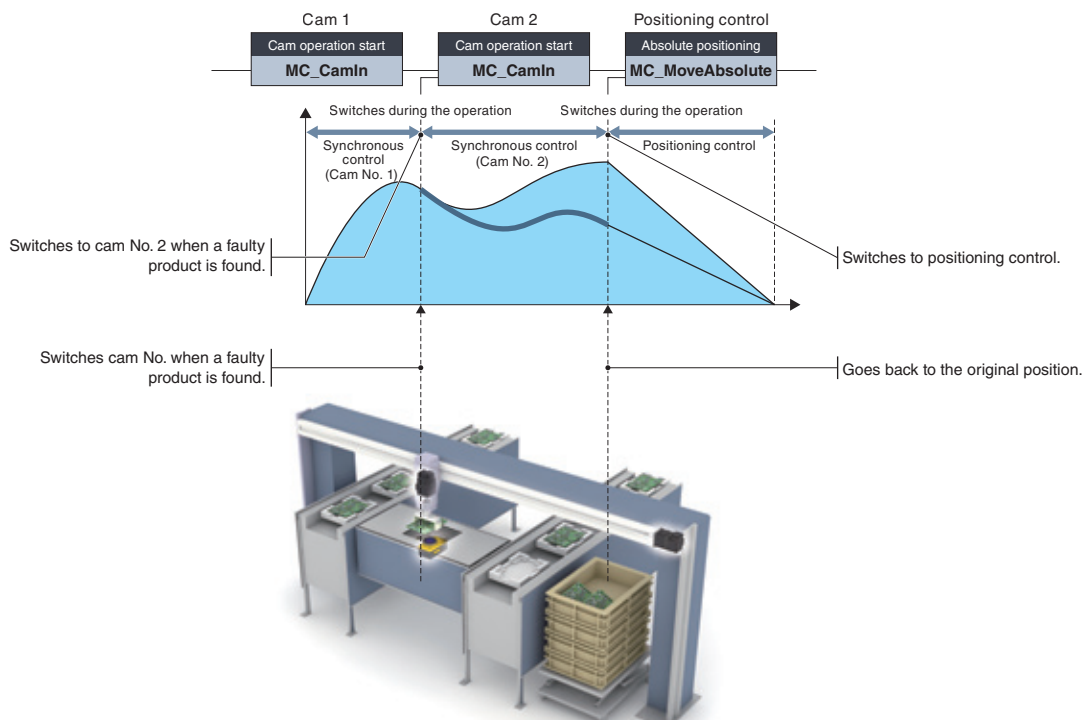 Cam 1
Cam 2
Positioning control
Cam operation start
Cam operation start
Absolute positioning
MC_CamIn
MC_CamIn
MC_MoveAbsolute
Switches during the operation
Switches during the operation
Synchronous
control
(Cam No. 1)
Synchronous control
(Cam No. 2)
Positioning control
Switches to cam No. 2 when a faulty
product is found.
Switches to positioning control.
Switches cam No. when a faulty
product is found.
Goes back to the original position.